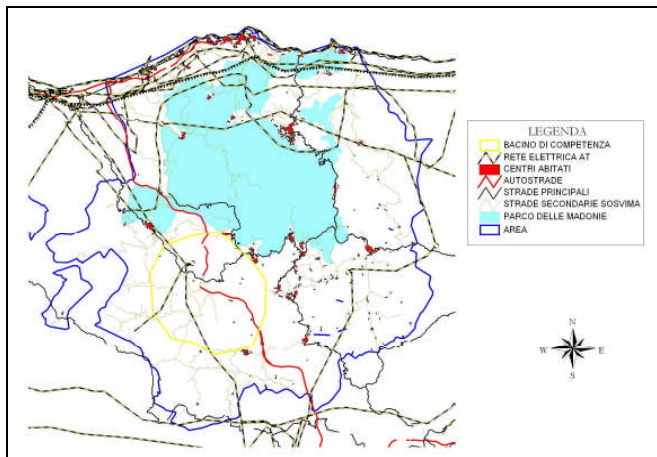 LEGENDA
BACINO DI COMPETENZA
RETE ELETTRICA AT
CENTRI ABITATI
AUTOSTRADE
STRADE PRINCIPALI
STRADE SECONDARIE SOSVIMA
PARCO DELLE MADONIE
AREA
N
W E
S